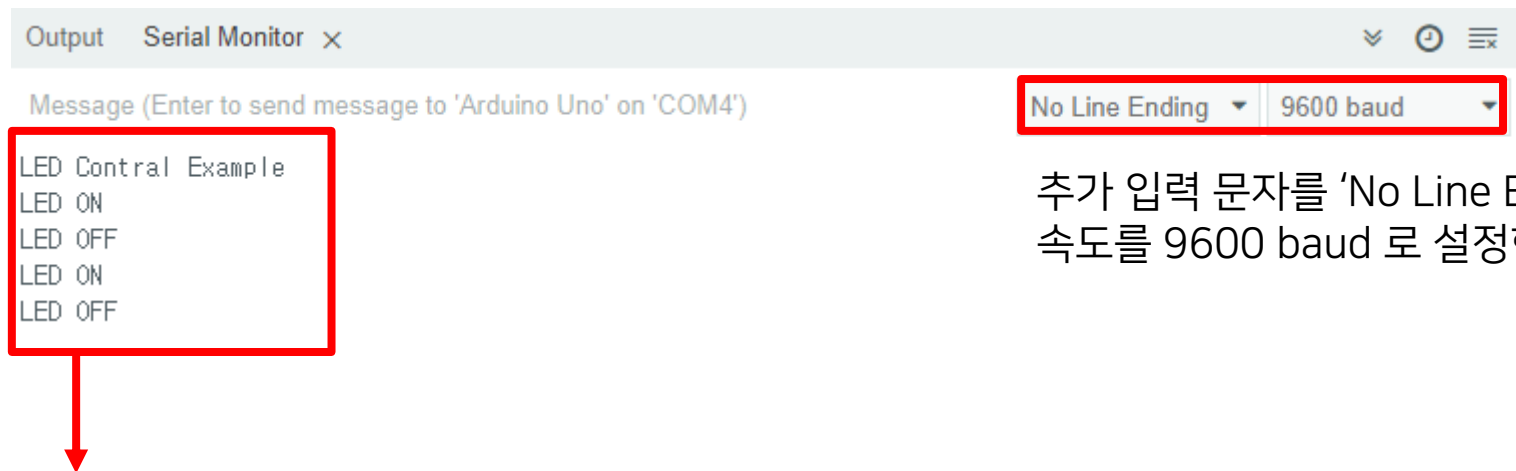 Output Serial Monitor ×
Message (Enter to send message to 'Arduino Uno' on 'COM4')
No Line Ending 9600 baud
LED Contral Example
LED ON
LED OFF
LED ON
LED OFF
추가 입력 문자를 ‘No Line
속도를 9600 baud 로